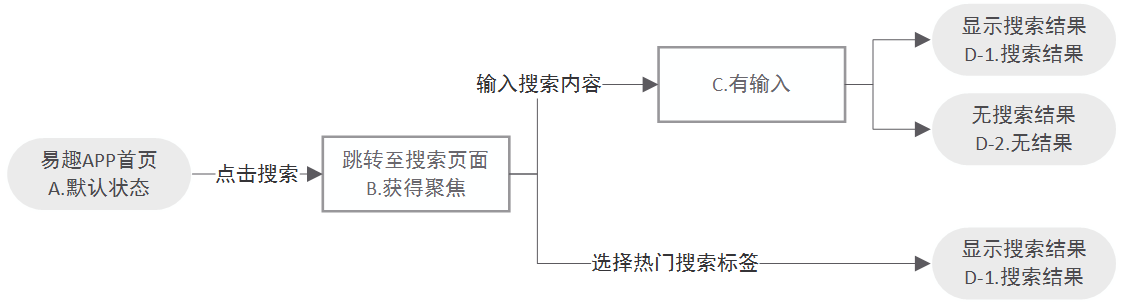 易趣APP首页
A.默认状态
点击搜索
跳转至搜索页面
B.获得聚焦
输入搜索内容
C.有输入
显示搜索结果
D-1.搜索结果
无搜索结果
D-2.无结果
选择热门搜索标签
显示搜索结果
D-1.搜索结果